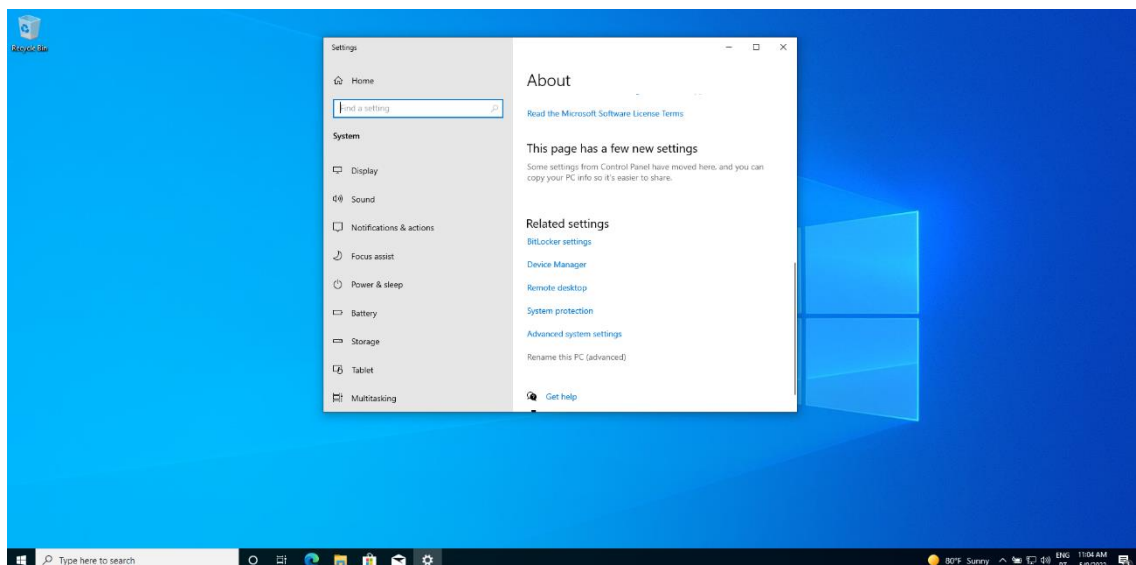 Recycle Bin
Settings
Home
Find a setting
System
Display
Sound
Notifications & actions
Focus assist
Power & sleep
Battery
Storage
Tablet
Multitasking
About
Read the Microsoft Software License Terms
This page has a few new settings
Some settings from Control Panel have moved here, and you can
copy your PC info so it's easier to share.
Related settings
BitLocker settings
Device Manager
Remote desktop
System protection
Advanced system settings
Rename this PC (advanced)
Get help
Type here to search
80°F Sunny
ENG
11:04 AM